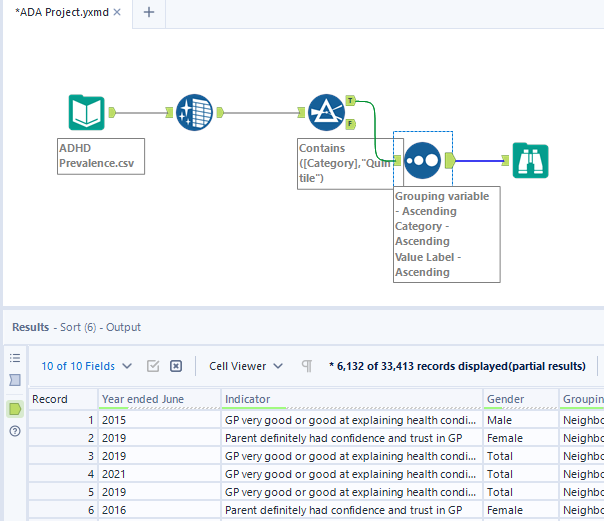 *ADA Project.yxmd
ADHD
Prevalence.csv
T
F
Contains
([Category],"Quin
tile")
Grouping variable
- Ascending
Category -
Ascending
Value Label -
Ascending
Results - Sort (6) - Output
10 of 10 Fields
Cell Viewer
* 6,132 of 33,413 records displayed(partial results)
Record Year ended June Indicator Gender Groupin
1 2015 GP very good or good at explaining health condi... Male Neighbo
2 2019 Parent definitely had confidence and trust in GP Female Neighbo
3 2019 GP very good or good at explaining health condi... Total Neighbo
4 2021 GP very good or good at explaining health condi... Total Neighbo
5 2019 GP very good or good at explaining health condi... Total Neighbo
6 2016 Parent definitely had confidence and trust in GP Female Neighbo